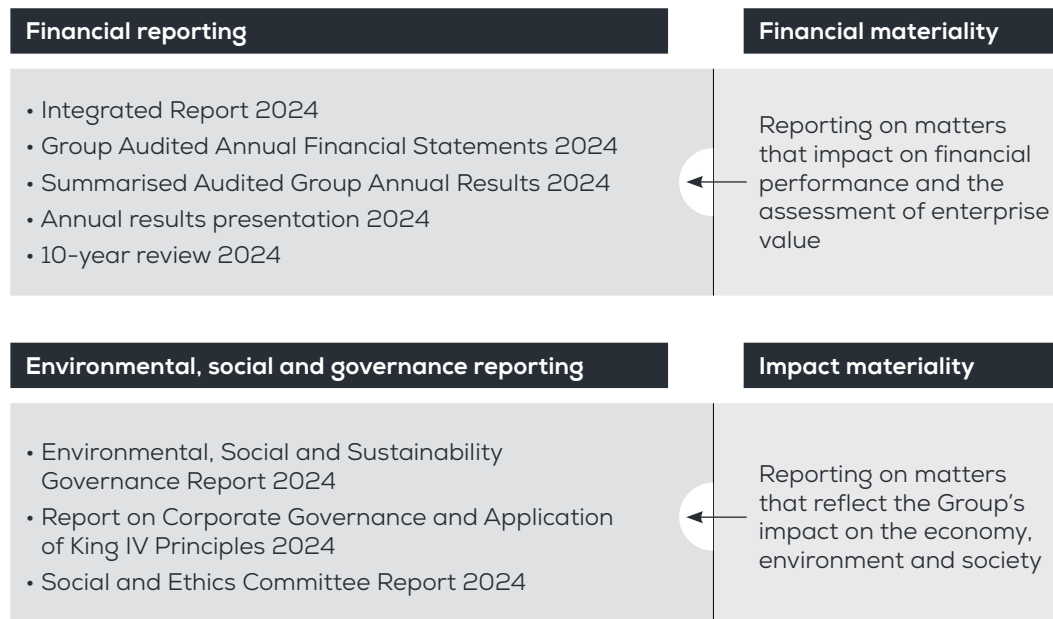 Financial reporting
• Integrated Report 2024
• Group Audited Annual Financial Statements 2024
• Summarised Audited Group Annual Results 2024
• Annual results presentation 2024
• 10-year review 2024
Financial materiality
Reporting on matters
that impact on financial
performance and the
assessment of enterprise
value
Environmental, social and governance reporting
• Environmental, Social and Sustainability
Governance Report 2024
• Report on Corporate Governance and Application
of King IV Principles 2024
• Social and Ethics Committee Report 2024
Impact materiality
Reporting on matters
that reflect the Group's
impact on the economy,
environment and society